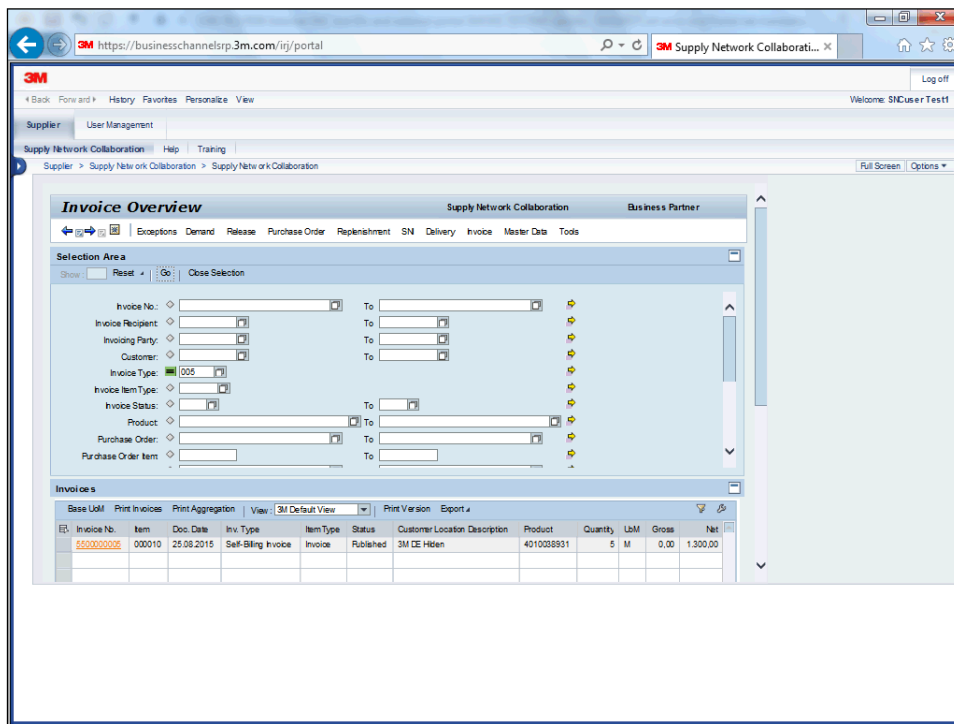 3M https://businesschannelsrp.3m.com/irj/portal
3M Supply Network Collaborati...
3M
Log off
Back Forward History Favorites Personalize View
Welcome: SNCuser Test1
Supplier User Management
Supply Network Collaboration Help Training
Supplier > Supply Network Collaboration > Supply Network Collaboration
Full Screen Options
Invoice Overview Supply Network Collaboration Business Partner
Exceptions Demand Release Purchase Order Replenishment SNI Delivery Invoice Master Data Tools
Selection Area
Show: Reset Go Close Selection
Invoice No.: To
Invoice Recipient: To
Invoicing Party: To
Customer: To
Invoice Type: 005
Invoice Item Type:
Invoice Status: To
Product: To
Purchase Order: To
Purchase Order Item: To
Invoices
Base UoM Print Invoices Print Aggregation View: 3M Default View Print Version Export
Invoice No. Item Doc. Date Inv. Type Item Type Status Customer Location Description Product Quantity UoM Gross Net
5500000005 000010 25.08.2015 Self-Billing Invoice Invoice Published 3M DE Hilden 4010038931 5 M 0,00 1.300,00